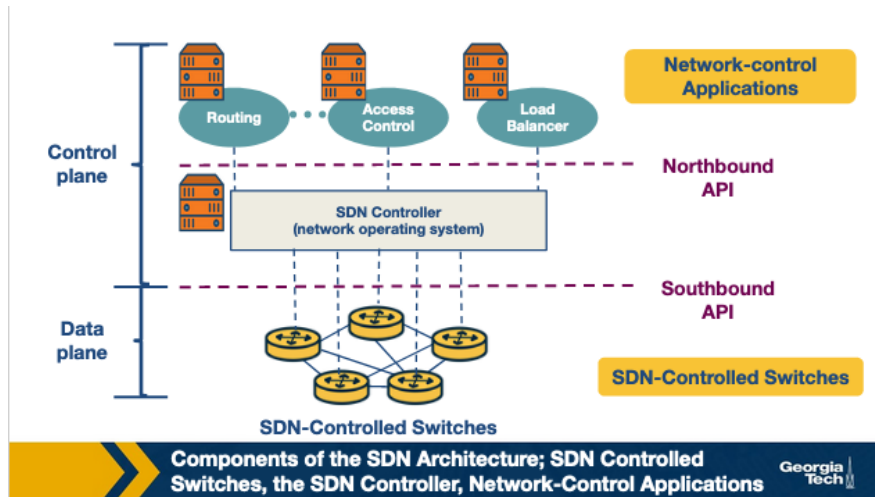 Network-control
Applications
Routing
Access
Control
Load
Balancer
Control
plane
Northbound
API
SDN Controller
(network operating system)
Southbound
API
Data
plane
SDN-Controlled Switches
SDN-Controlled Switches
Components of the SDN Architecture; SDN Controlled
Switches, the SDN Controller, Network-Control Applications
Georgia
Tech